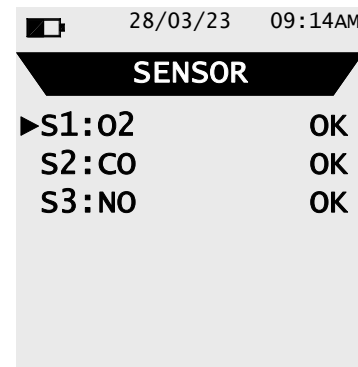 28/03/23 09:14AM
SENSOR
►S1:O2 OK
S2:CO OK
S3:NO OK